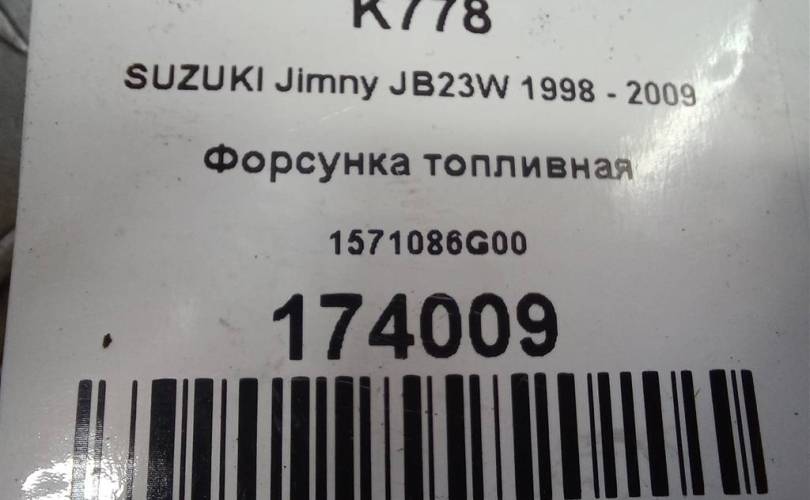 K778
SUZUKI Jimny JB23W 1998 - 2009
Форсунка топливная
1571086G00
174009